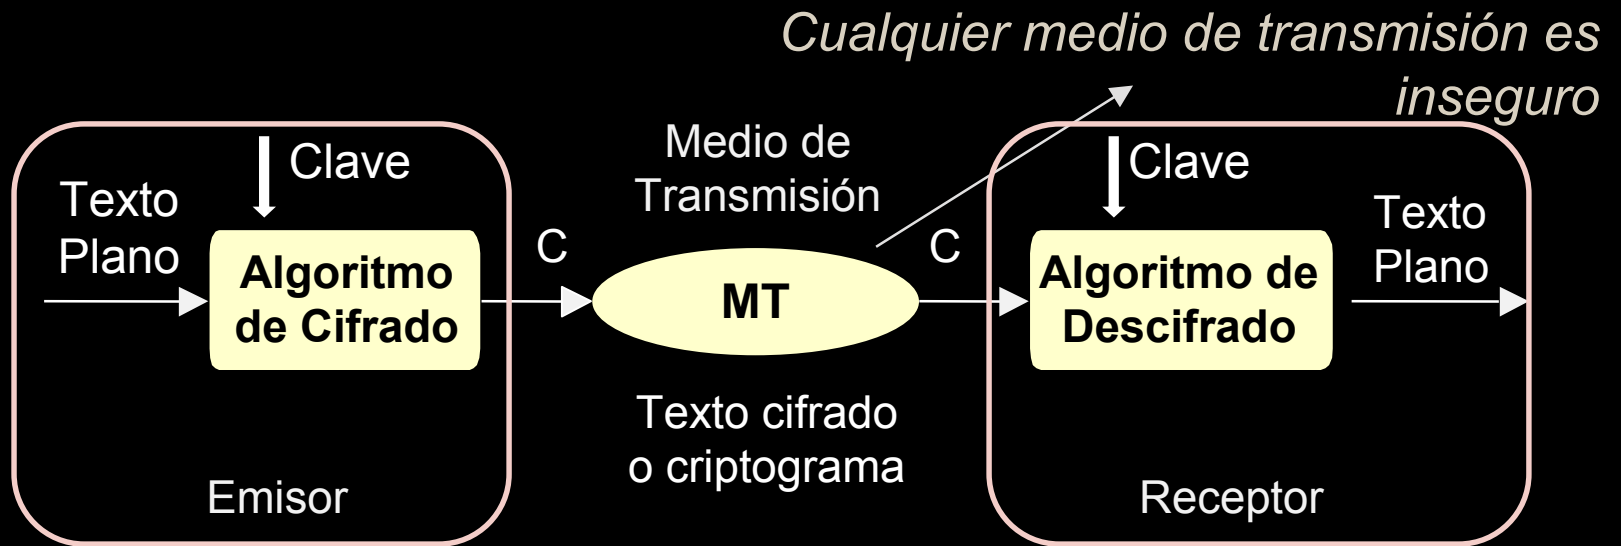 Cualquier medio de transmisión es
inseguro
Clave
Texto
Plano
Algoritmo
de Cifrado
Emisor
C
Medio de
Transmisión
MT
Texto cifrado
o criptograma
C
Clave
Algoritmo de
Descifrado
Texto
Plano
Receptor